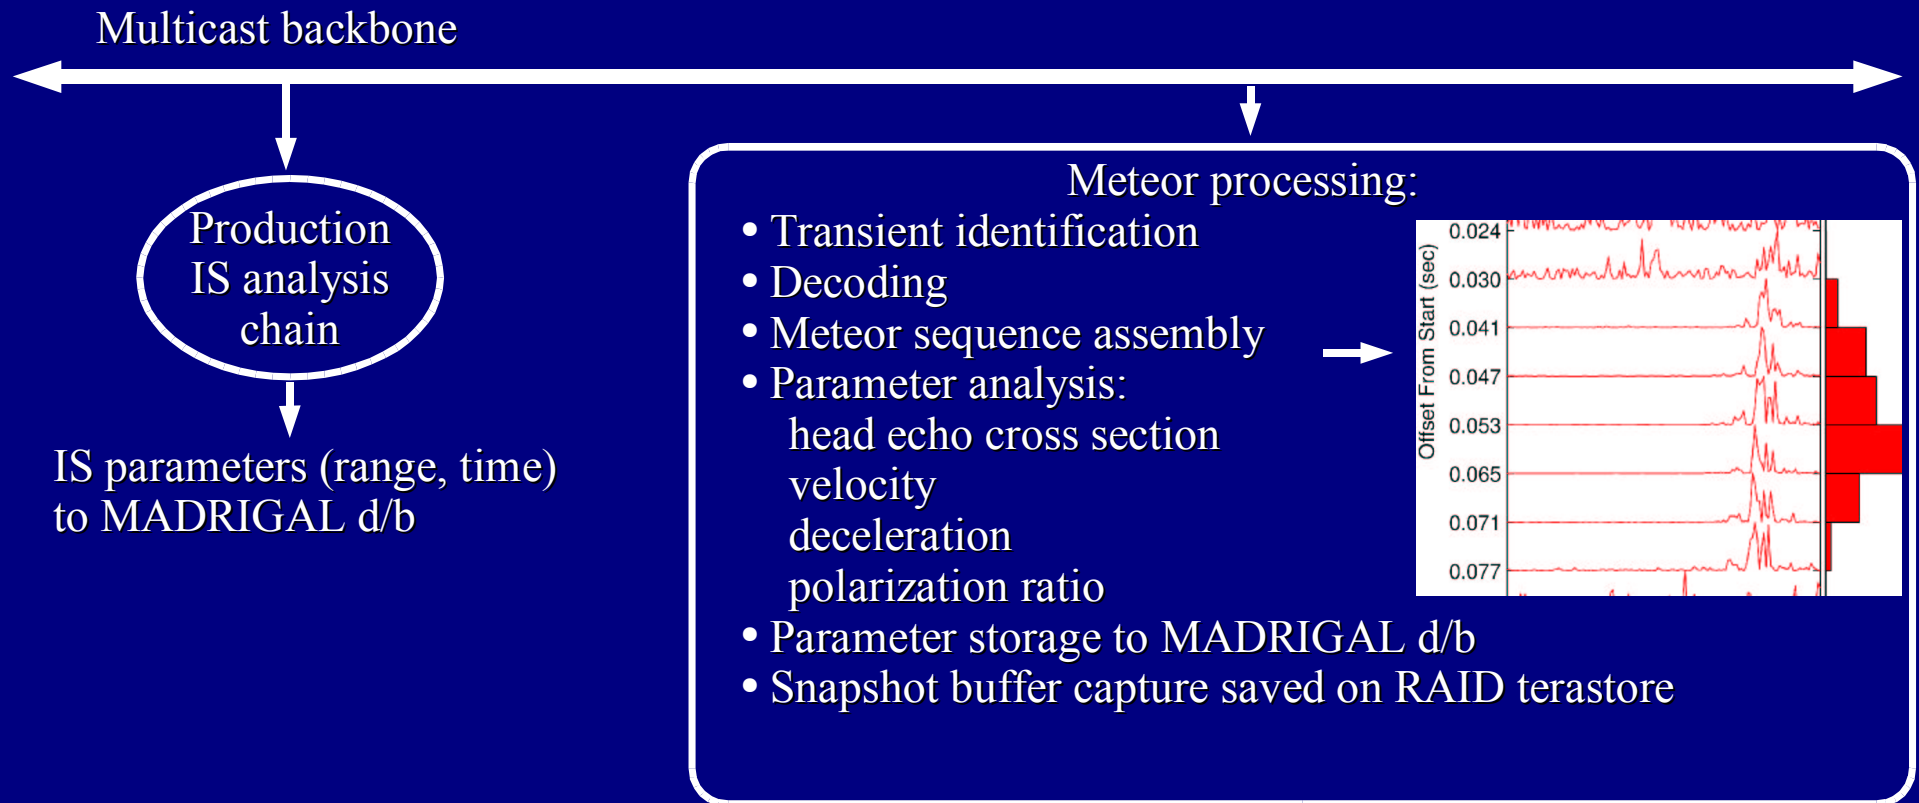 Multicast backbone
Production
IS analysis
chain
IS parameters (range, time)
to MADRIGAL d/b
Meteor processing:
• Transient identification
• Decoding
• Meteor sequence assembly
• Parameter analysis:
head echo cross section
velocity
deceleration
polarization ratio
• Parameter storage to MADRIGAL d/b
• Snapshot buffer capture saved on RAID terastore
Offset From Start (sec)
0.024
0.030
0.041
0.047
0.053
0.065
0.071
0.077